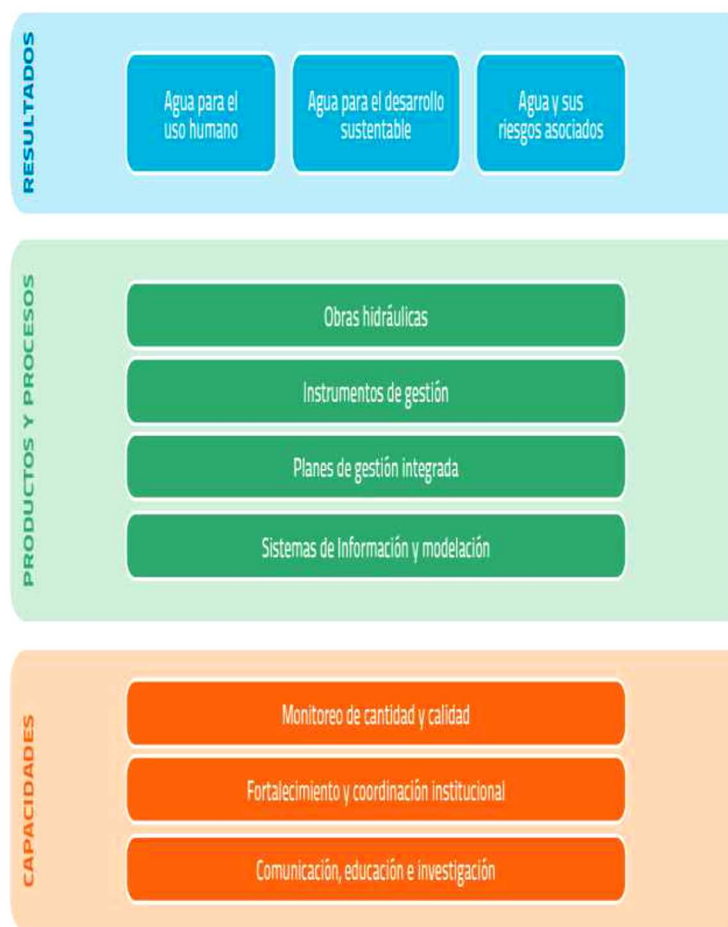 RESULTADOS
Agua para el
uso humano
Agua para el desarrollo
sustentable
Agua y sus
riesgos asociados
PRODUCTOS Y PROCESOS
Obras hidráulicas
Instrumentos de gestión
Planes de gestión integrada
Sistemas de Información y modelación
CAPACIDADES
Monitoreo de cantidad y calidad
Fortalecimiento y coordinación institucional
Comunicación, educación e investigación